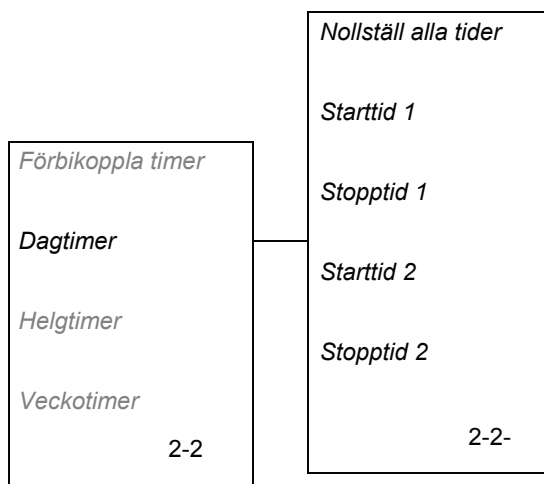 Förbikoppla timer
Dagtimer
Helgtimer
Veckotimer
2-2
Nollställ alla tider
Starttid 1
Stopptid 1
Starttid 2
Stopptid 2
2-2-